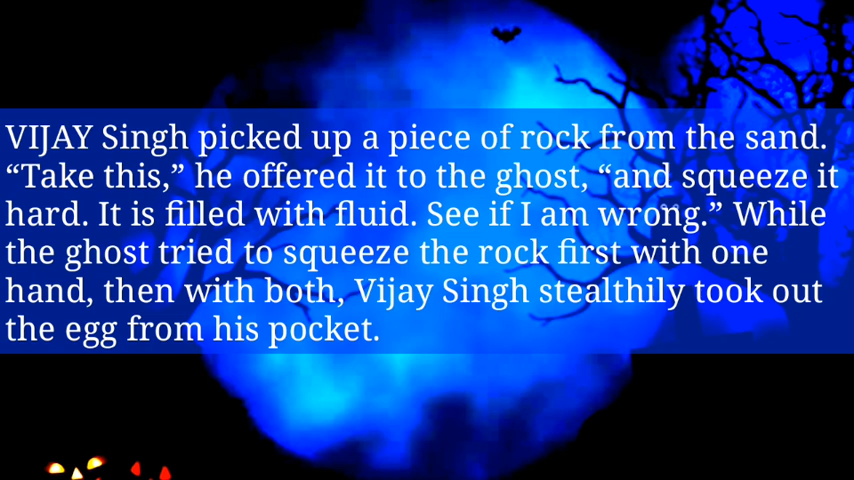 VIJAY Singh picked up a piece of rock from the sand.
“Take this,” he offered it to the ghost, “and squeeze it
hard. It is filled with fluid. See if I am wrong.” While
the ghost tried to squeeze the rock first with one
hand, then with both, Vijay Singh stealthily took out
the egg from his pocket.